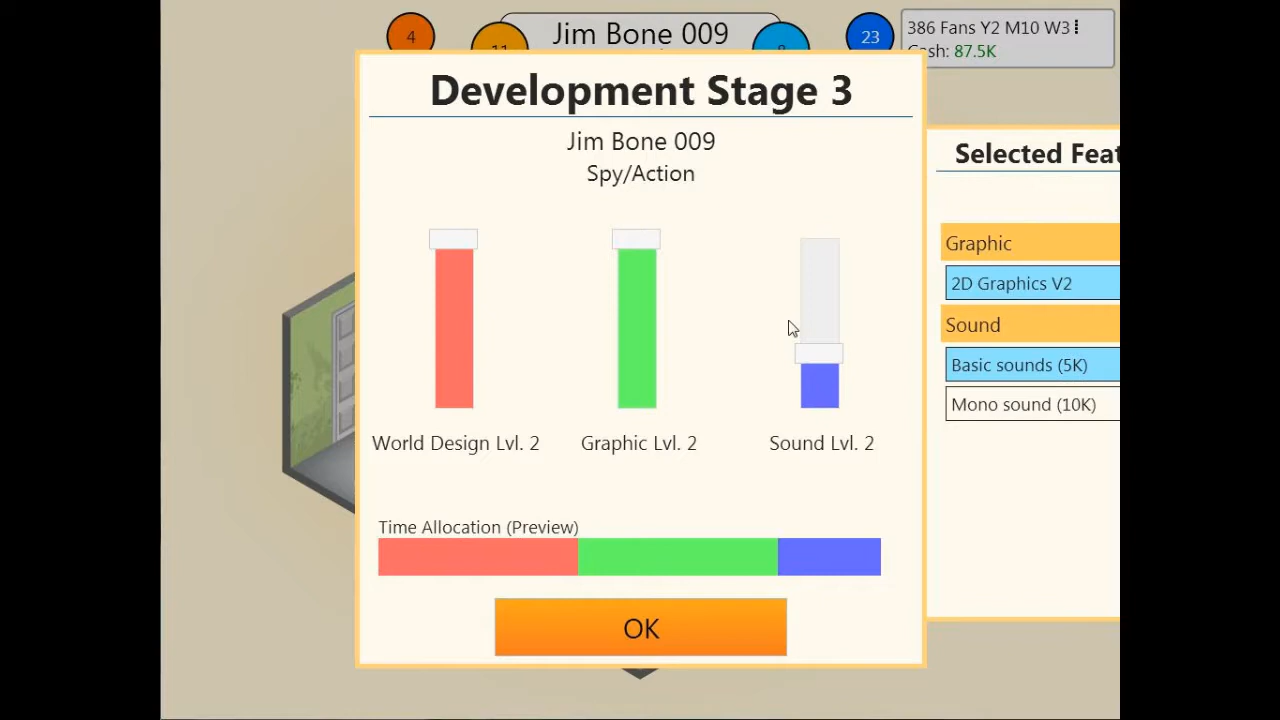 4
11
Jim Bone 009
23
386 Fans Y2 M10 W3
Cash: 87.5K
Development Stage 3
Jim Bone 009
Spy/Action
World Design Lvl. 2
Graphic Lvl. 2
Sound Lvl. 2
Time Allocation (Preview)
OK
Selected Feat
Graphic
2D Graphics V2
Sound
Basic sounds (5K)
Mono sound (10K)